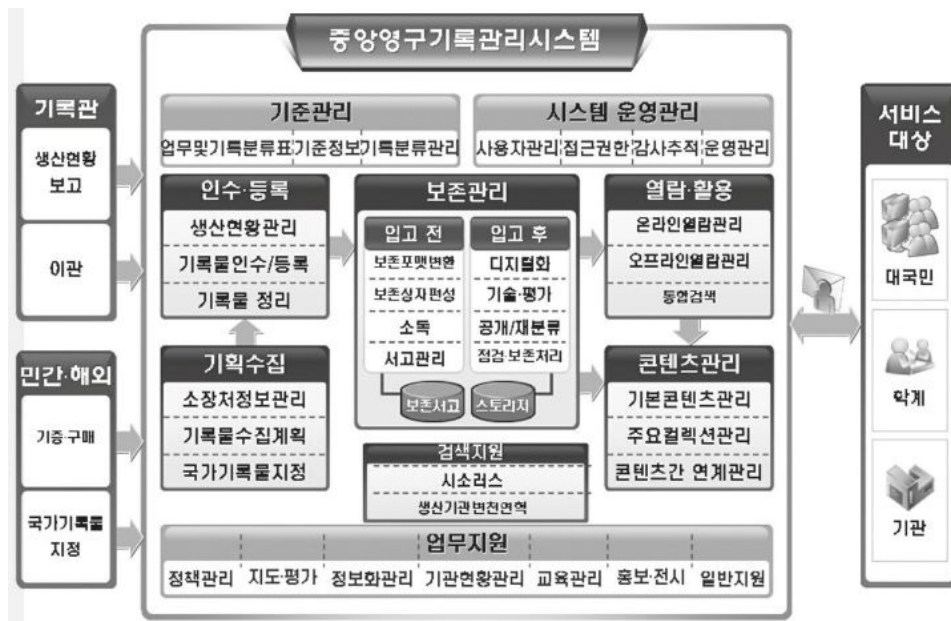 중앙영구기록관리시스템
기록관
생산현황
보고
이관
민간·해외
기증·구매
국가기록물
지정
기준관리
업무및기록분류표 기준정보 기록분류관리
시스템 운영관리
사용자관리 접근권한 감사추적 운영관리
인수·등록
생산현황관리
기록물인수/등록
기록물 정리
기획수집
소장처정보관리
기록물수집계획
국가기록물지정
보존관리
입고 전
보존포맷변환
보존상자편성
소독
서고관리
보존서고
입고 후
디지털화
기술·평가
공개/재분류
점검·보존처리
스토리지
검색지원
시소러스
생산기관변천연혁
열람·활용
온라인열람관리
오프라인열람관리
통합검색
콘텐츠관리
기본콘텐츠관리
주요컬렉션관리
콘텐츠간 연계관리
업무지원
정책관리 지도·평가 정보화관리 기관현황관리 교육관리 홍보·전시 일반지원
서비스
대상
대국민
학계
기관